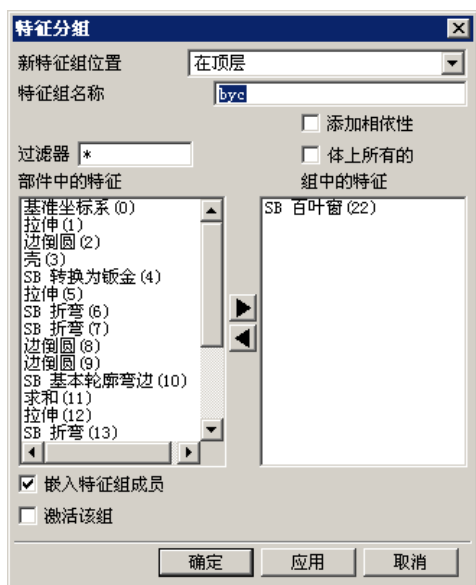 特征分组
新特征组位置 在顶层
特征组名称 byc
添加相依性
过滤器 * 体上所有的
部件中的特征 组中的特征
基准坐标系(0)
拉伸(1)
边倒圆(2)
壳(3)
SB 转换为钣金(4)
拉伸(5)
SB 折弯(6)
SB 折弯(7)
边倒圆(8)
边倒圆(9)
SB 基本轮廓弯边(10)
求和(11)
拉伸(12)
SB 折弯(13)
SB 百叶窗(22)
嵌入特征组成员
激活该组
确定 应用 取消